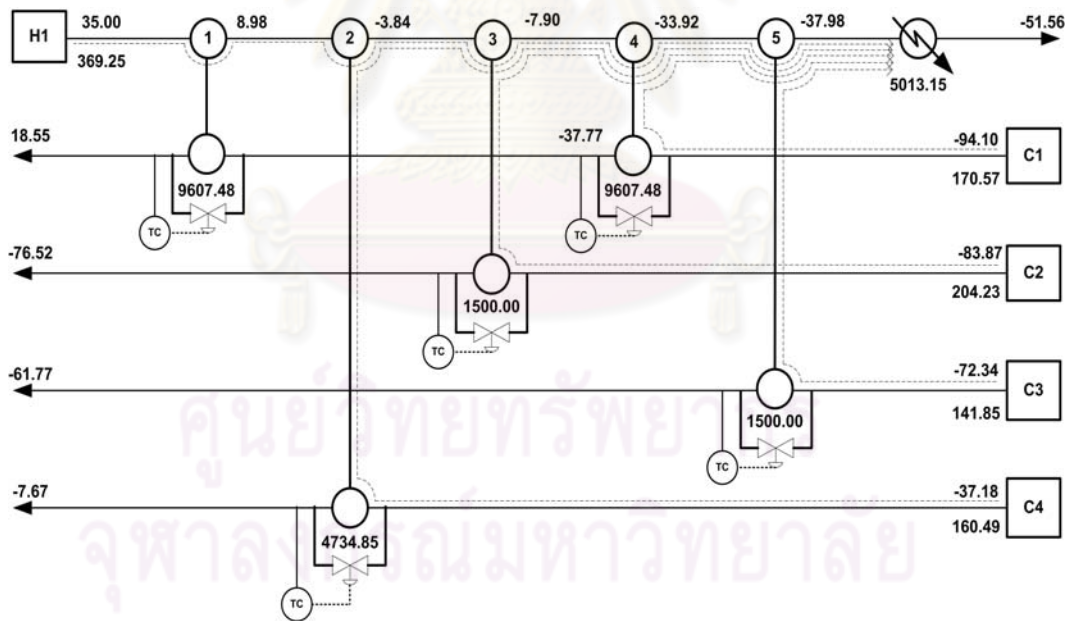 35.00 8.98 -3.84 -7.90 -33.92 -37.98 -51.56
H1 1 2 3 4 5
369.25
5013.15
18.55 -37.77 -94.10
C1
9607.48 9607.48 170.57
TC TC
-76.52 -83.87
C2
1500.00 204.23
TC
-61.77 -72.34
C3
1500.00 141.85
ศูนย์วิทยทรัพยากร
TC
-7.67 -37.18
C4
4734.85 160.49
จุฬาลงกรณ์มหาวิทยาลัย
TC